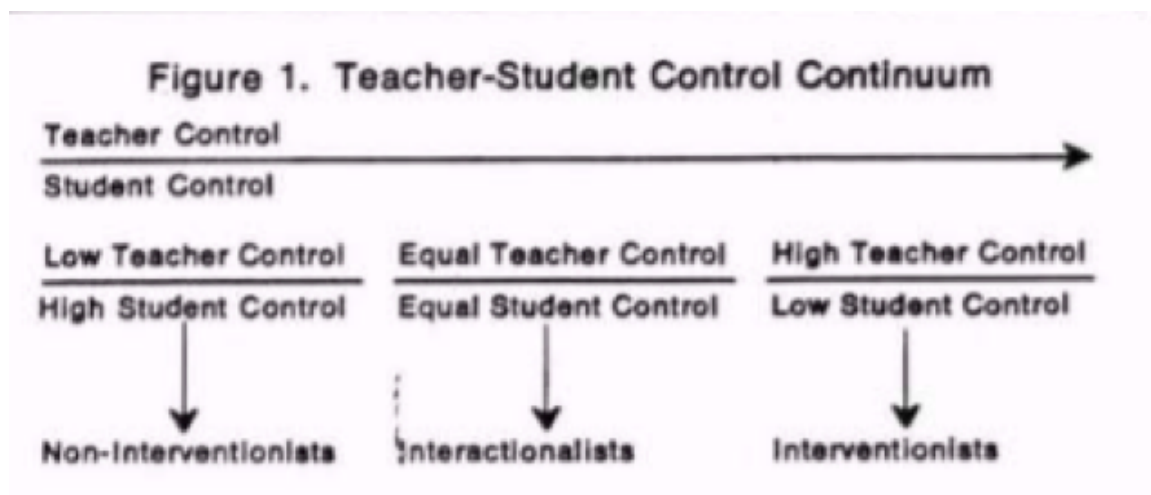 Figure 1. Teacher-Student Control Continuum
Teacher Control
Student Control
Low Teacher Control
High Student Control
Equal Teacher Control
Equal Student Control
High Teacher Control
Low Student Control
Non-Interventionists
Interactionalists
Interventionists